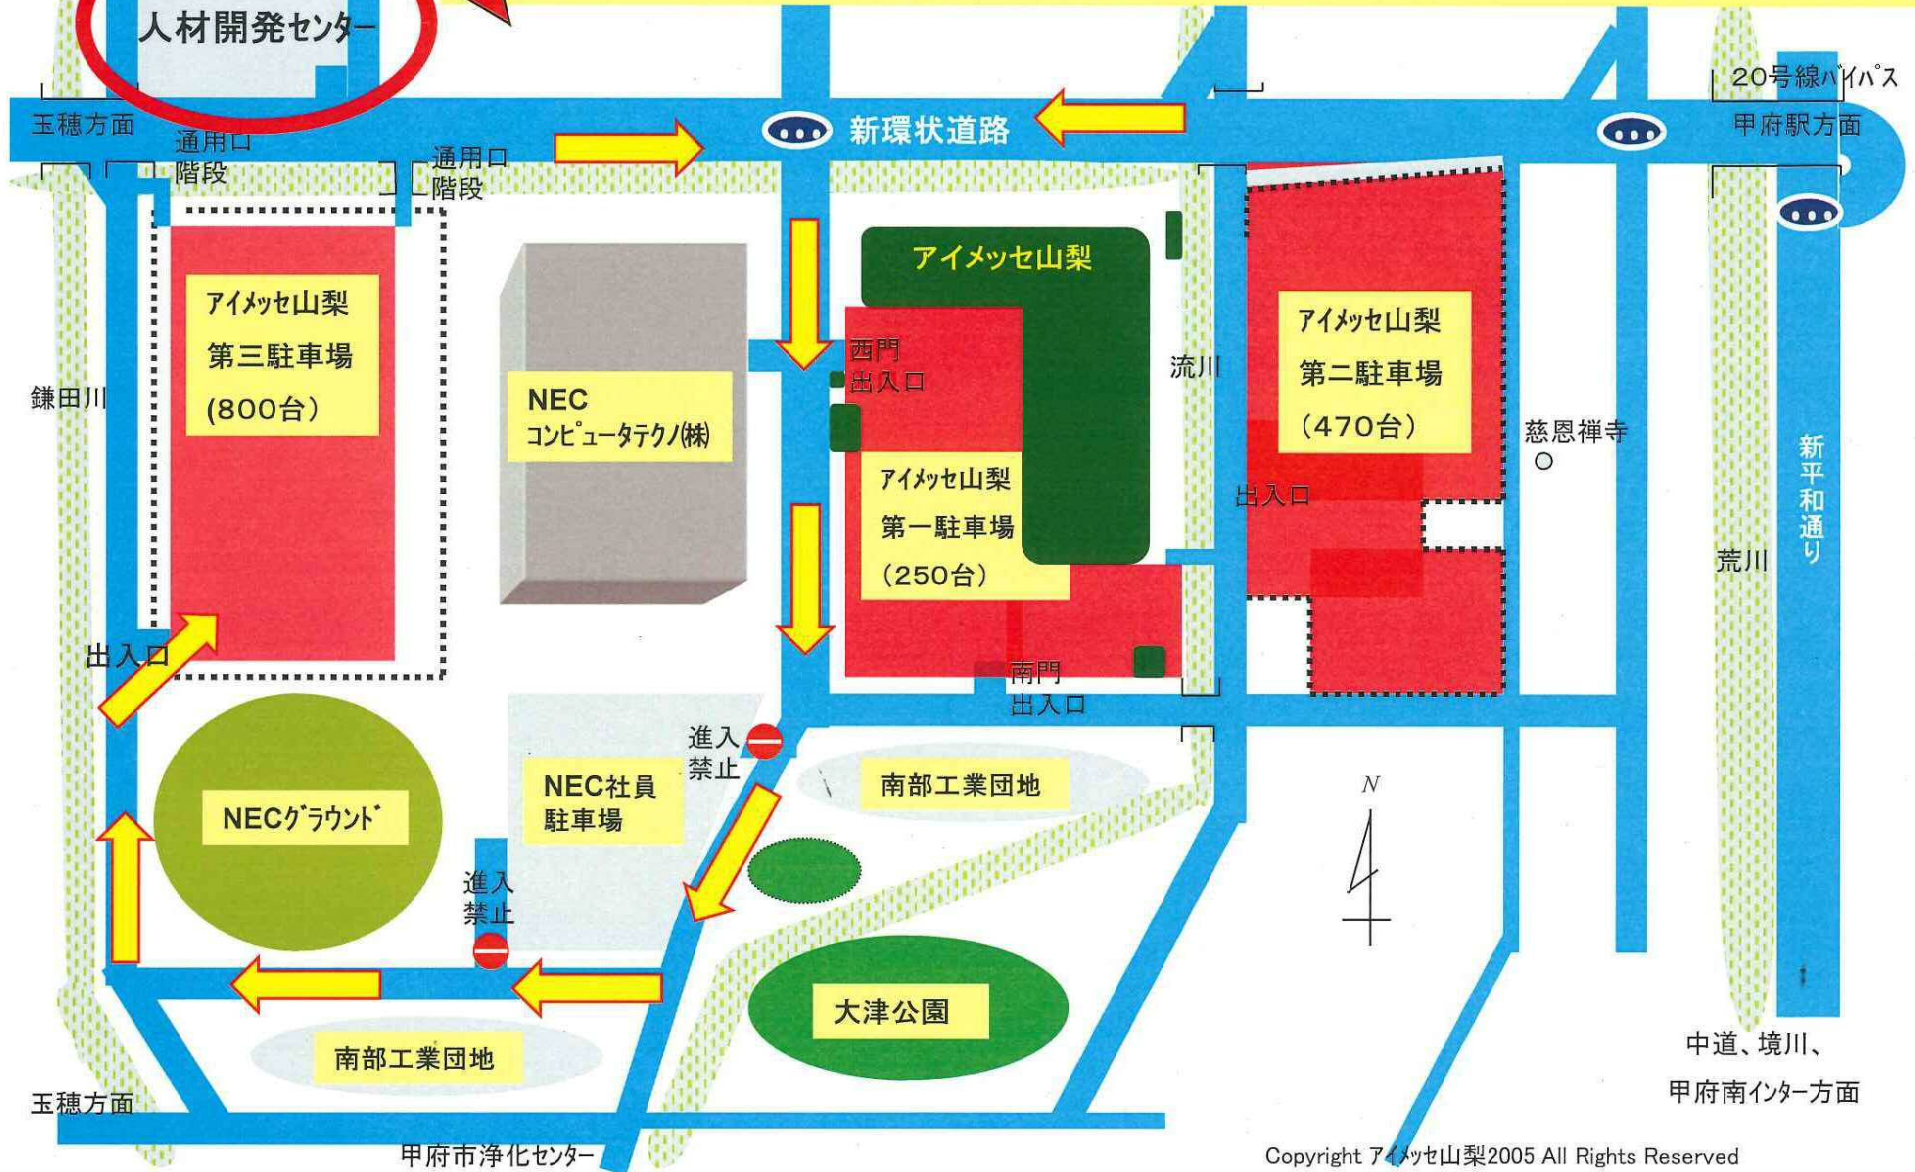 人材開発センター
20号線バイパス
甲府駅方面
玉穂方面
通用口
階段
通用口
階段
新環状道路
アイメッセ山梨
アイメッセ山梨
第三駐車場
(800台)
NEC
コンピュータテクノ(株)
西門
出入口
流川
アイメッセ山梨
第二駐車場
(470台)
鎌田川
慈恩禅寺
新平和通り
アイメッセ山梨
第一駐車場
(250台)
出入口
荒川
出入口
南門
出入口
進入
禁止
NEC社員
駐車場
南部工業団地
NECグラウンド
N
進入
禁止
大津公園
南部工業団地
中道、境川、
甲府南インター方面
玉穂方面
甲府市浄化センター
Copyright アイメッセ山梨2005 All Rights Reserved